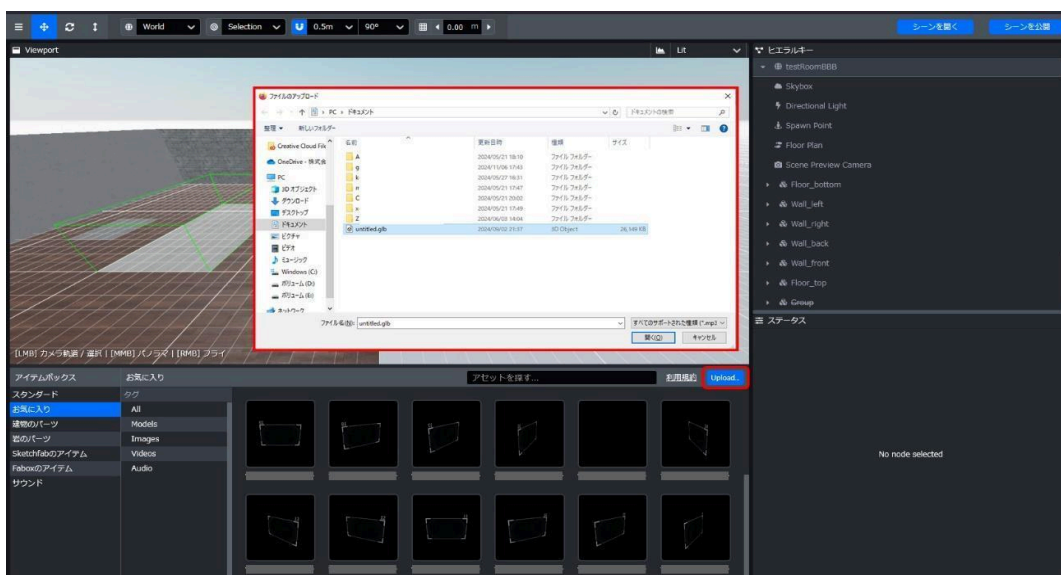 World
Selection
0.5m
90°
0.00 m
シーンを開く
シーンを公開
Viewport
Lit
ヒエラルキー
testRoomBBB
Skybox
Directional Light
Spawn Point
Floor Plan
Scene Preview Camera
Floor_bottom
Wall_left
Wall_right
Wall_back
Wall_front
Floor_top
Group
ステータス
No node selected
ファイルのアップロード
PC › ドキュメント
ドキュメントの検索
整理
新しいフォルダー
名前 更新日時 種類 サイズ
Creative Cloud File
OneDrive - 株式会
PC
3D オブジェクト
ダウンロード
デスクトップ
ドキュメント
ピクチャ
ビデオ
ミュージック
Windows (C:)
ボリューム (D:)
ボリューム (E:)
ネットワーク
A 2024/05/21 18:10 ファイル フォルダー
g 2024/11/06 17:43 ファイル フォルダー
k 2024/05/27 18:31 ファイル フォルダー
2024/05/21 17:47 ファイル フォルダー
C 2024/05/21 20:02 ファイル フォルダー
2024/05/21 17:49 ファイル フォルダー
Z 2024/06/03 14:04 ファイル フォルダー
untitled.glb 2024/09/02 21:37 3D Object
ファイル名(N): untitled.glb
すべてのサポートされた種類 (*.mp3
開く(O)
キャンセル
[LMB] カメラ軌道 / 選択 | [MMB] パノラマ | [RMB] フライ
アイテムボックス
お気に入り
アセットを探す...
利用規約
Upload..
スタンダード
お気に入り
建物のパーツ
岩のパーツ
Sketchfabのアイテム
Faboxのアイテム
サウンド
タグ
All
Models
Images
Videos
Audio